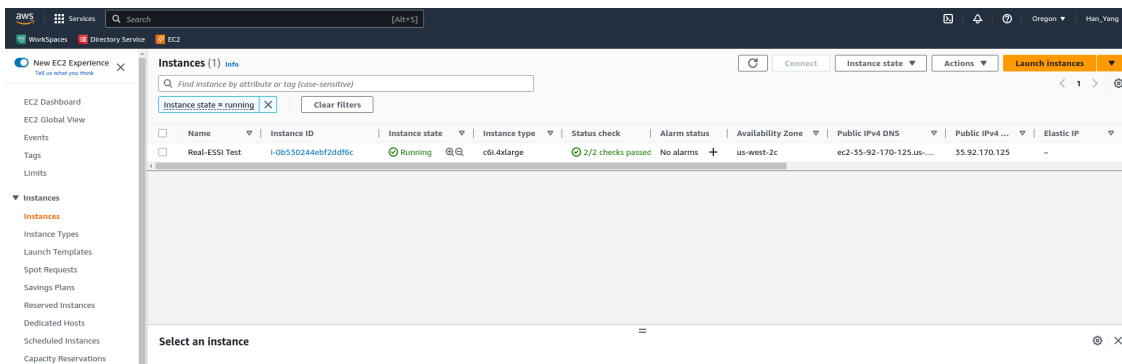 aws Services Search [Alt+S] Oregon ▼ Han_Yang
WorkSpaces Directory Service EC2
New EC2 Experience
Tell us what you think
EC2 Dashboard
EC2 Global View
Events
Tags
Limits
▼ Instances
Instances
Instance Types
Launch Templates
Spot Requests
Savings Plans
Reserved Instances
Dedicated Hosts
Scheduled Instances
Capacity Reservations
Instances (1) Info Connect Instance state ▼ Actions ▼ Launch instances ▼
Find instance by attribute or tag (case-sensitive) < 1 >
Instance state = running X Clear filters
Name Instance ID Instance state Instance type Status check Alarm status Availability Zone Public IPv4 DNS Public IPv4 ... Elastic IP
Real-ESSI Test i-0b530244ebf2ddf6c Running c6i.4xlarge 2/2 checks passed No alarms + us-west-2c ec2-35-92-170-125.us-... 35.92.170.125 –
Select an instance